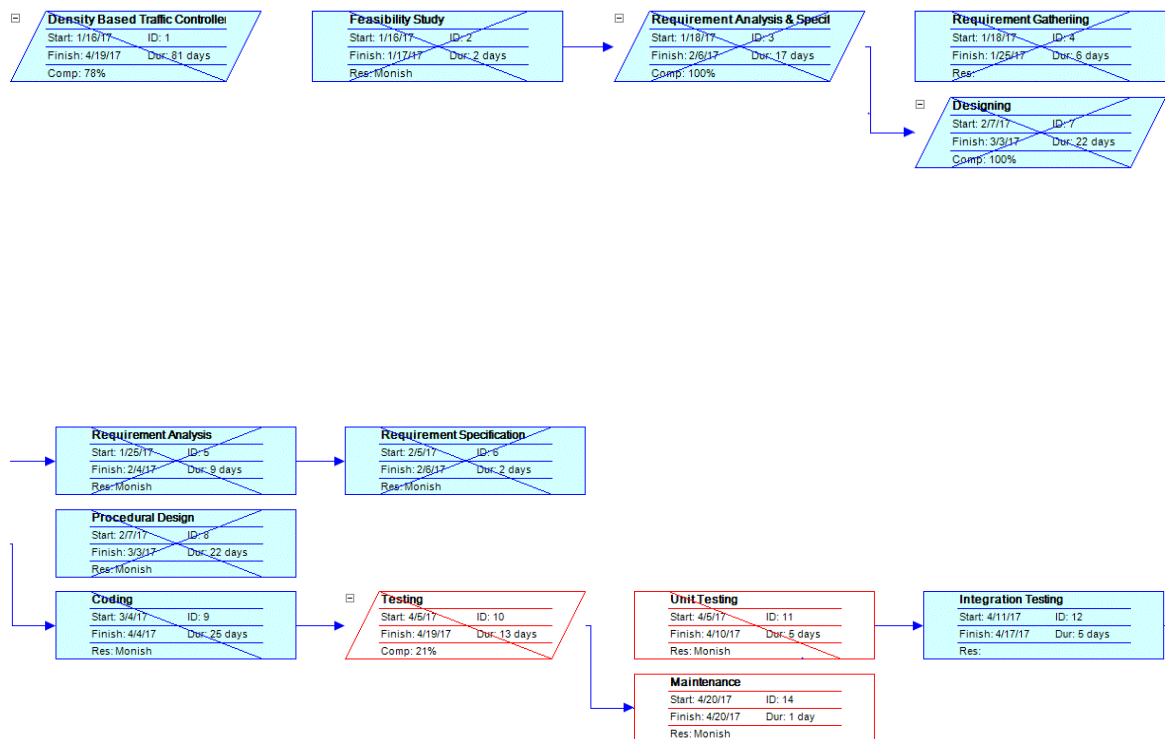 Density Based Traffic Controller
Start: 1/16/17 ID: 1
Finish: 4/19/17 Dur: 81 days
Comp: 78%
Feasibility Study
Start: 1/16/17 ID: 2
Finish: 1/17/17 Dur: 2 days
Res: Monish
Requirement Analysis & Specif
Start: 1/18/17 ID: 3
Finish: 2/6/17 Dur: 17 days
Comp: 100%
Requirement Gatheriing
Start: 1/18/17 ID: 4
Finish: 1/25/17 Dur: 6 days
Res:
Designing
Start: 2/7/17 ID: 7
Finish: 3/3/17 Dur: 22 days
Comp: 100%
Requirement Analysis
Start: 1/25/17 ID: 5
Finish: 2/4/17 Dur: 9 days
Res: Monish
Requirement Specification
Start: 2/5/17 ID: 6
Finish: 2/6/17 Dur: 2 days
Res: Monish
Procedural Design
Start: 2/7/17 ID: 8
Finish: 3/3/17 Dur: 22 days
Res: Monish
Coding
Start: 3/4/17 ID: 9
Finish: 4/4/17 Dur: 25 days
Res: Monish
Testing
Start: 4/5/17 ID: 10
Finish: 4/19/17 Dur: 13 days
Comp: 21%
Unit Testing
Start: 4/5/17 ID: 11
Finish: 4/10/17 Dur: 5 days
Res: Monish
Integration Testing
Start: 4/11/17 ID: 12
Finish: 4/17/17 Dur: 5 days
Res:
Maintenance
Start: 4/20/17 ID: 14
Finish: 4/20/17 Dur: 1 day
Res: Monish